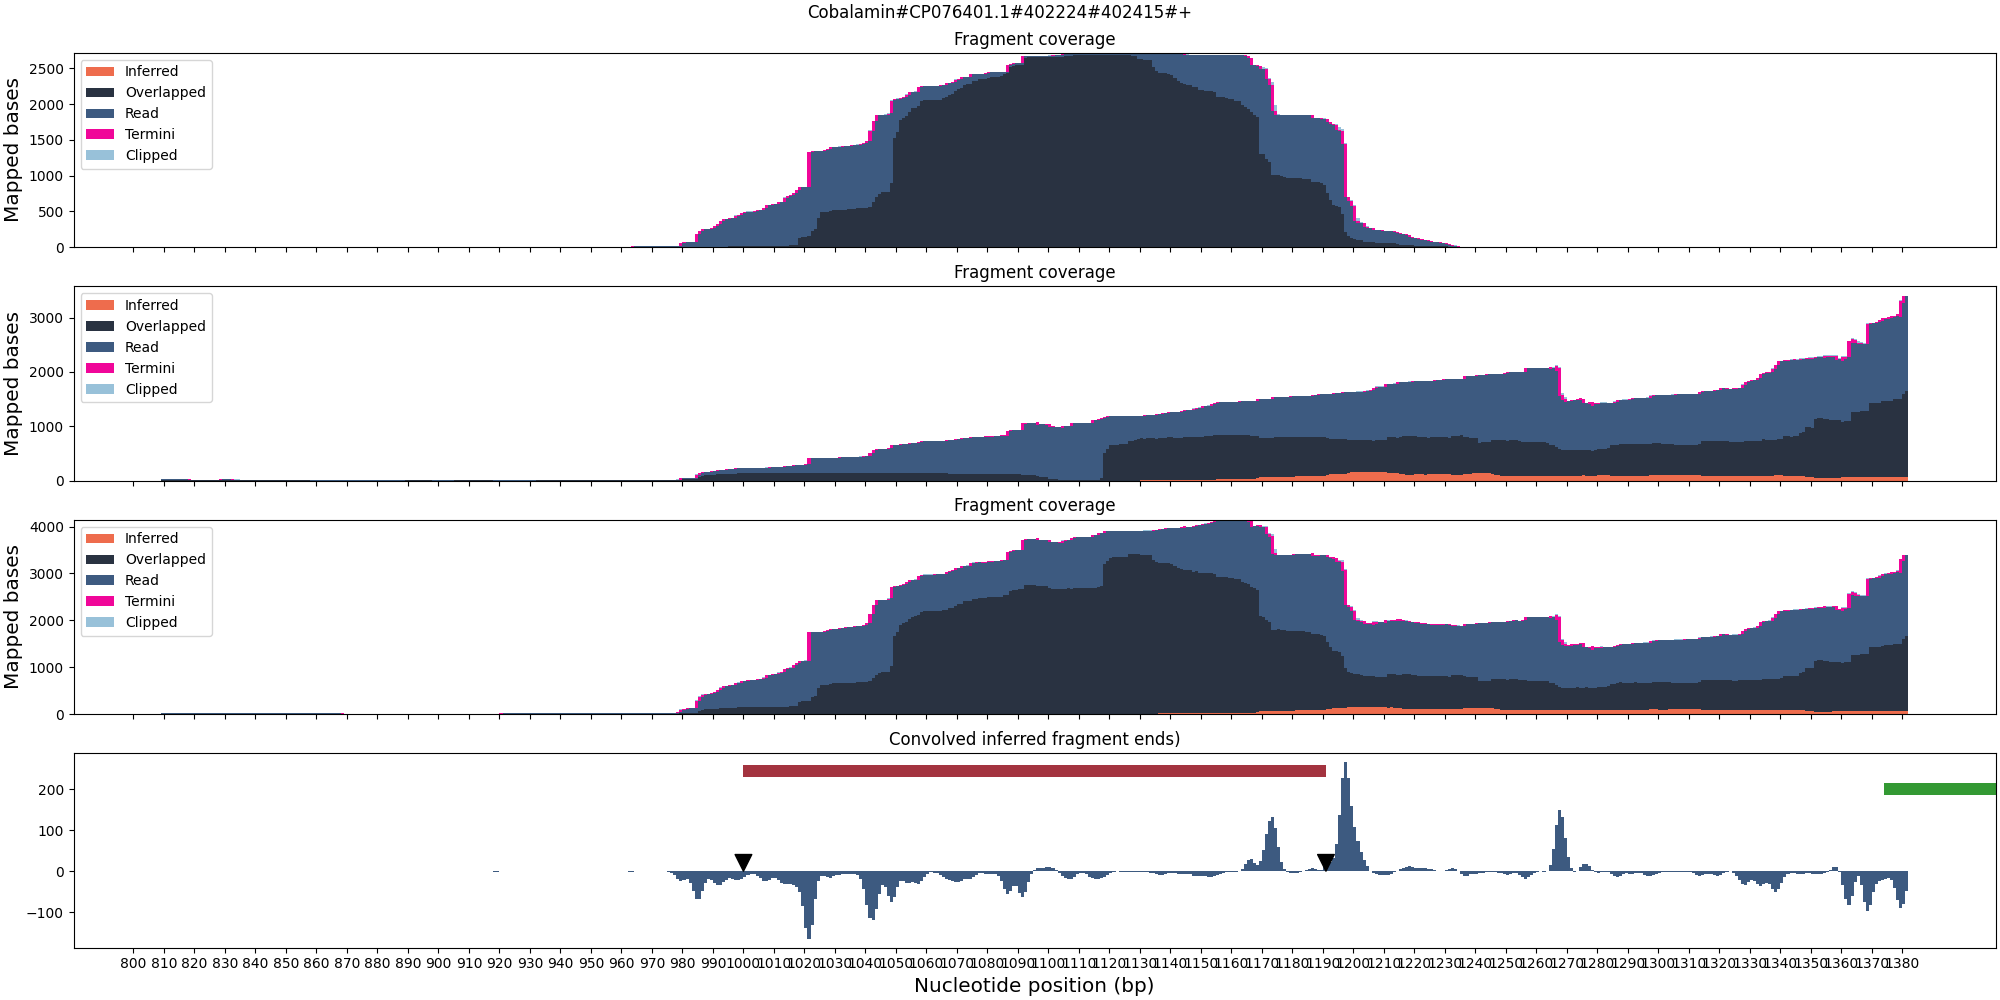 Cobalamin#CP076401.1#402224#402415#+
Fragment coverage
Mapped bases
2500
2000
1500
1000
500
0
Inferred
Overlapped
Read
Termini
Clipped
Fragment coverage
Mapped bases
3000
2000
1000
0
Inferred
Overlapped
Read
Termini
Clipped
Fragment coverage
Mapped bases
4000
3000
2000
1000
0
Inferred
Overlapped
Read
Termini
Clipped
Convolved inferred fragment ends)
200
100
0
−100
800 810 820 830 840 850 860 870 880 890 900 910 920 930 940 950 960 970 980 990 1000 1010 1020 1030 1040 1050 1060 1070 1080 1090 1100 1110 1120 1130 1140 1150 1160 1170 1180 1190 1200 1210 1220 1230 1240 1250 1260 1270 1280 1290 1300 1310 1320 1330 1340 1350 1360 1370 1380
Nucleotide position (bp)